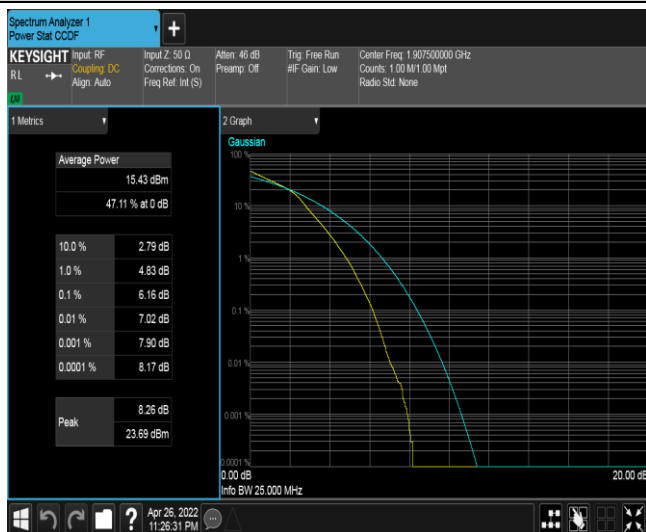 Spectrum Analyzer 1
Power Stat CCDF
+
KEYSIGHT
RL
Input: RF
Coupling: DC
Align: Auto
Input Z: 50 Ω
Corrections: On
Freq Ref: Int (S)
Atten: 46 dB
Preamp: Off
Trig: Free Run
#IF Gain: Low
Center Freq: 1.907500000 GHz
Counts: 1.00 M/1.00 Mpt
Radio Std: None
1 Metrics
Average Power
15.43 dBm
47.11 % at 0 dB
10.0 % 2.79 dB
1.0 % 4.83 dB
0.1 % 6.16 dB
0.01 % 7.02 dB
0.001 % 7.90 dB
0.0001 % 8.17 dB
Peak
8.26 dB
23.69 dBm
2 Graph
Gaussian
100 %
10 %
1 %
0.1 %
0.01 %
0.001 %
0.0001 %
0.00 dB
20.00 dB
Info BW 25.000 MHz
?
Apr 26, 2022
11:26:31 PM